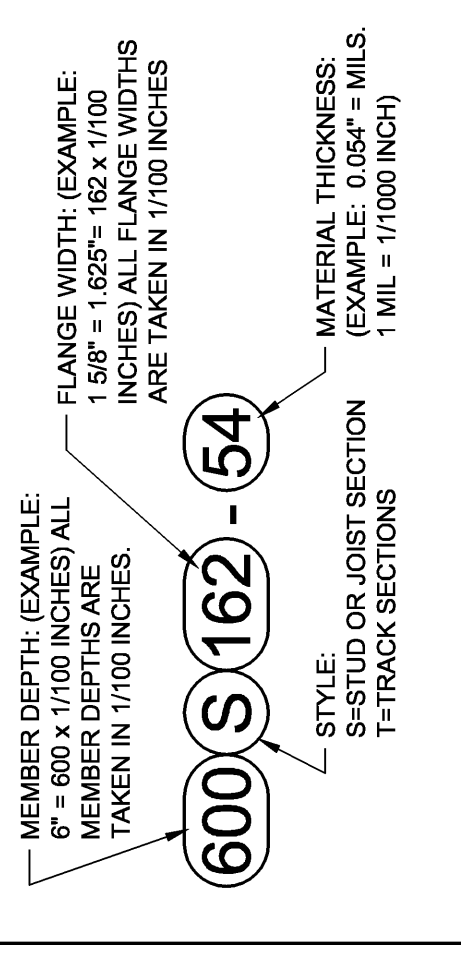 MEMBER DEPTH: (EXAMPLE:
6" = 600 x 1/100 INCHES) ALL
MEMBER DEPTHS ARE
TAKEN IN 1/100 INCHES.
FLANGE WIDTH: (EXAMPLE:
1 5/8" = 1.625"= 162 x 1/100
INCHES) ALL FLANGE WIDTHS
ARE TAKEN IN 1/100 INCHES
600 S 162 - 54
STYLE:
S=STUD OR JOIST SECTION
T=TRACK SECTIONS
MATERIAL THICKNESS:
(EXAMPLE: 0.054" = MILS.
1 MIL = 1/1000 INCH)